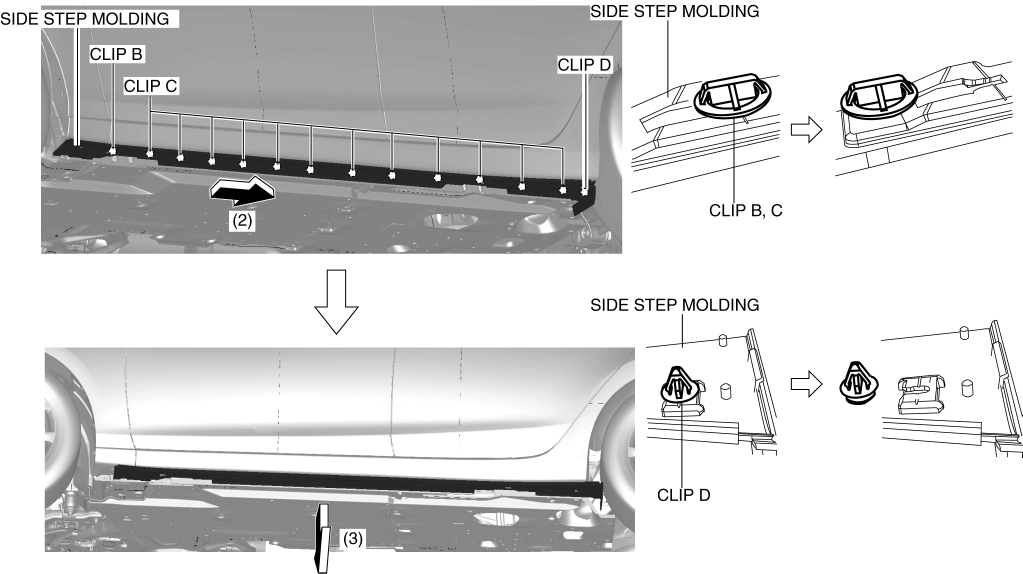 SIDE STEP MOLDING
CLIP B
CLIP C
CLIP D
(2)
SIDE STEP MOLDING
CLIP B, C
(3)
SIDE STEP MOLDING
CLIP D